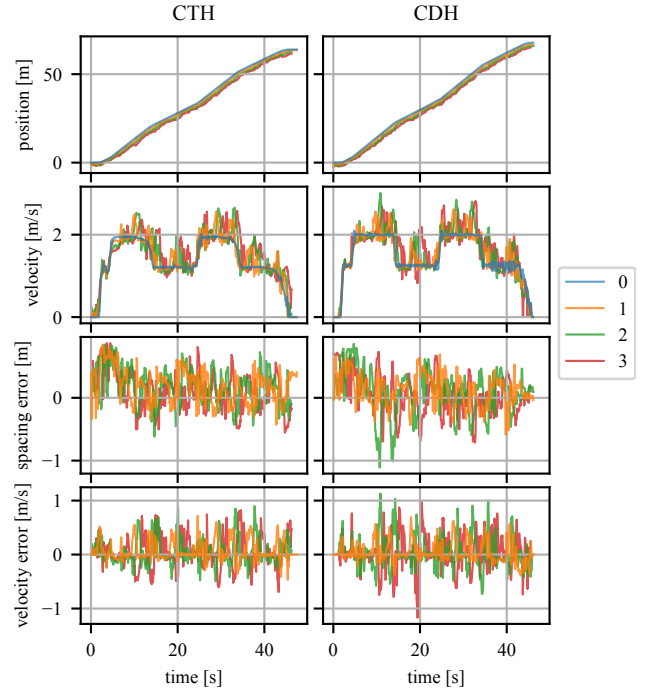 CTH CDH
position [m]
50
0
velocity [m/s]
2
0
spacing error [m]
0
−1
velocity error [m/s]
1
0
−1
0 20 40 0 20 40
time [s] time [s]
0
1
2
3